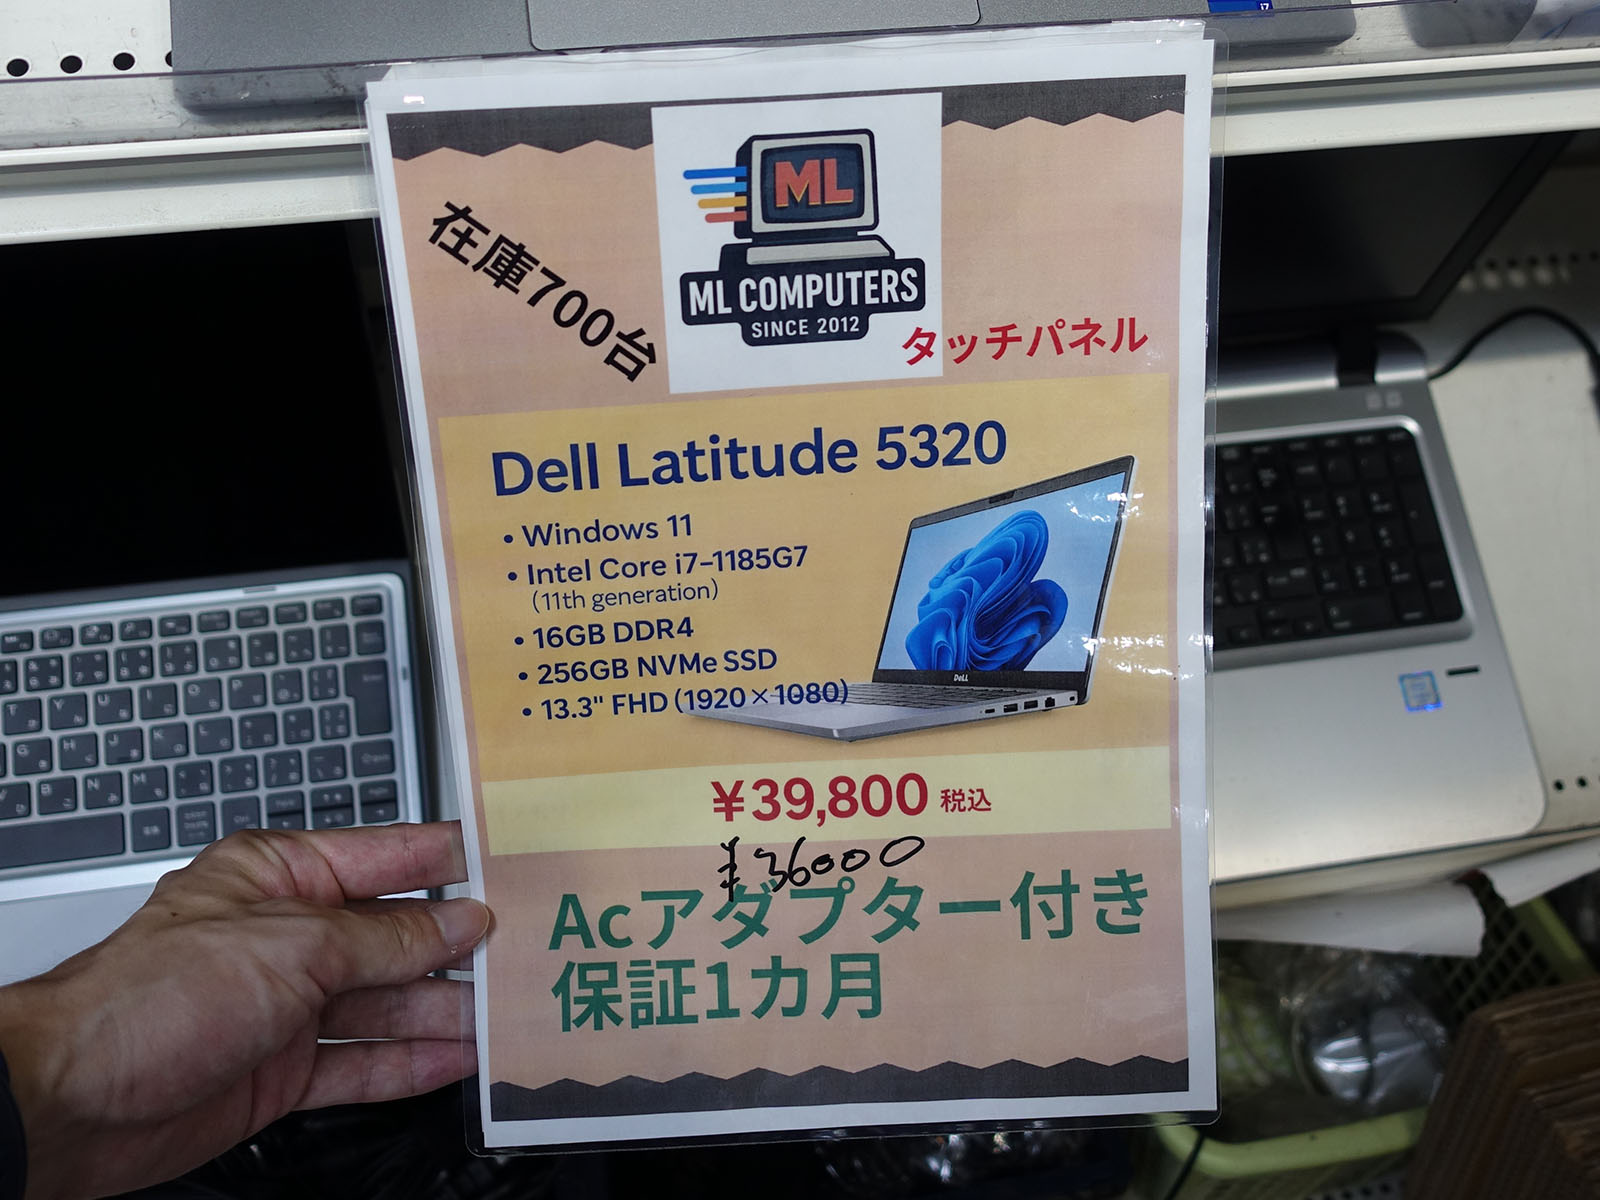 ML
ML COMPUTERS
SINCE 2012
在庫700台
タッチパネル
Dell Latitude 5320
• Windows 11
• Intel Core i7-1185G7
(11th generation)
• 16GB DDR4
• 256GB NVMe SSD
• 13.3" FHD (1920×1080)
DELL
¥39,800 税込
¥36000
Acアダプター付き
保証1カ月
i7